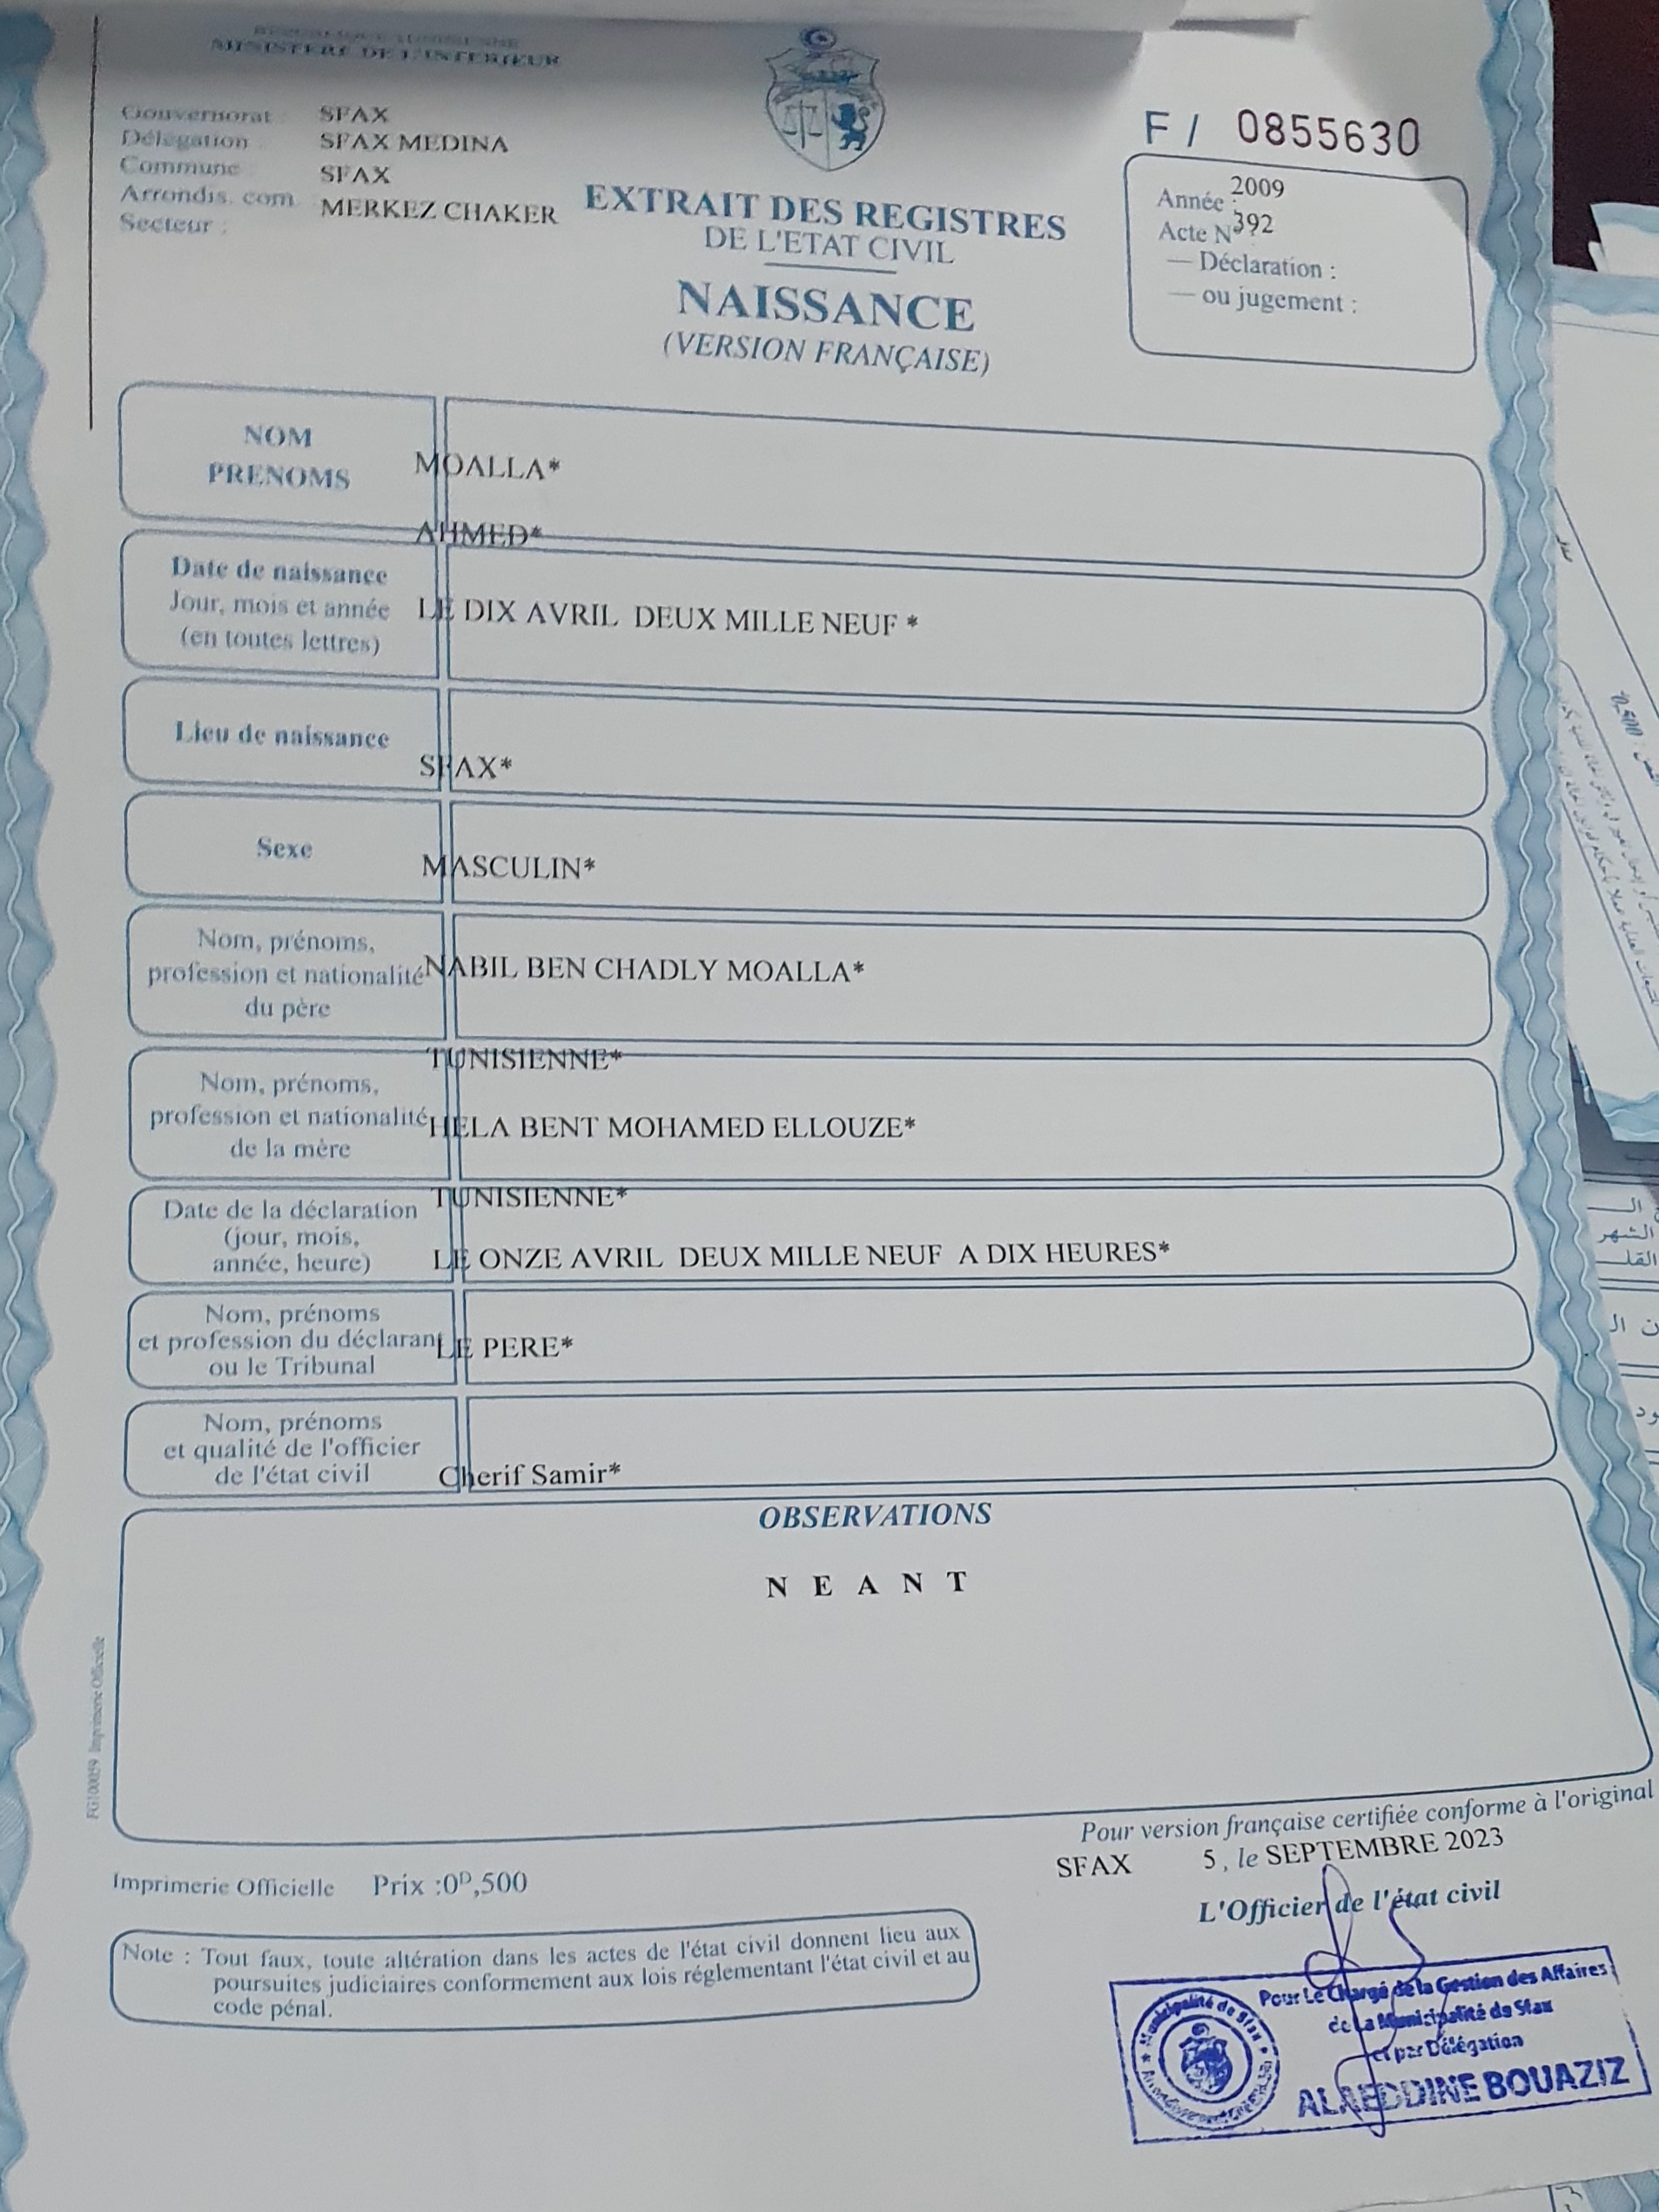 REPUBLIQUE TUNISIENNE
MINISTERE DE L'INTERIEUR
Gouvernorat SFAX
Délégation SFAX MEDINA
Commune SFAX
Arrondis. com MERKEZ CHAKER
Secteur :
F / 0855630
Année : 2009
Acte N° 392
— Déclaration :
— ou jugement :
EXTRAIT DES REGISTRES
DE L'ETAT CIVIL
NAISSANCE
(VERSION FRANÇAISE)
NOM MOALLA*
PRENOMS AHMED*
Date de naissance
Jour, mois et année
(en toutes lettres)
LE DIX AVRIL DEUX MILLE NEUF *
Lieu de naissance
SFAX*
Sexe
MASCULIN*
Nom, prénoms,
profession et nationalité
du père
NABIL BEN CHADLY MOALLA*
TUNISIENNE*
Nom, prénoms,
profession et nationalité
de la mère
HELA BENT MOHAMED ELLOUZE*
TUNISIENNE*
Date de la déclaration
(jour, mois,
année, heure)
LE ONZE AVRIL DEUX MILLE NEUF A DIX HEURES*
Nom, prénoms
et profession du déclarant
ou le Tribunal
LE PERE*
Nom, prénoms
et qualité de l'officier
de l'état civil
Cherif Samir*
OBSERVATIONS
N E A N T
FG100059 Imprimerie Officielle
Pour version française certifiée conforme à l'original
SFAX 5, le SEPTEMBRE 2023
L'Officier de l'état civil
Imprimerie Officielle Prix :0ᴰ,500
Note : Tout faux, toute altération dans les actes de l'état civil donnent lieu aux
poursuites judiciaires conformement aux lois réglementant l'état civil et au
code pénal.
Municipalité de Sfax
Pour Le Chargé de la Gestion des Affaires
de La Municipalité de Sfax
et par Délégation
ALAEDDINE BOUAZIZ
0,500
الشهر